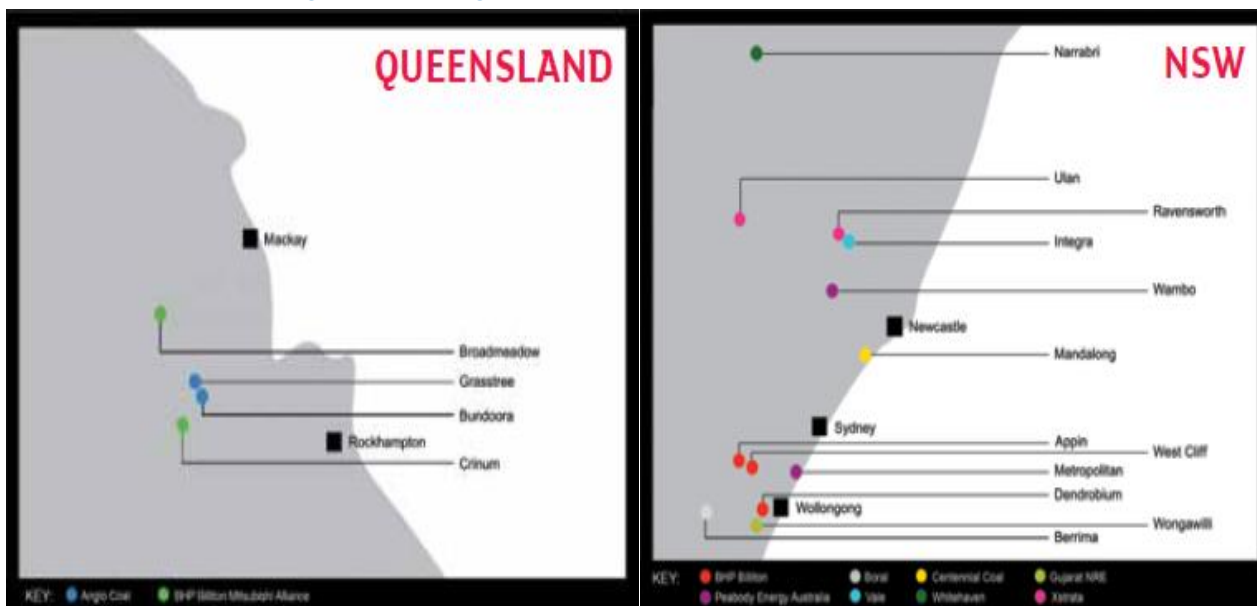 QUEENSLAND
Mackay
Broadmeadow
Grasstree
Bundoora
Rockhampton
Crinum
KEY: Anglo Coal BHP Billiton Mitsubishi Alliance
NSW
Narrabri
Ulan
Ravensworth
Integra
Wambo
Newcastle
Mandalong
Sydney
Appin
West Cliff
Metropolitan
Dendrobium
Wollongong
Wongawilli
Berrima
KEY: BHP Billiton Boral Centennial Coal Gujarat NRE
Peabody Energy Australia Vale Whitehaven Xstrata